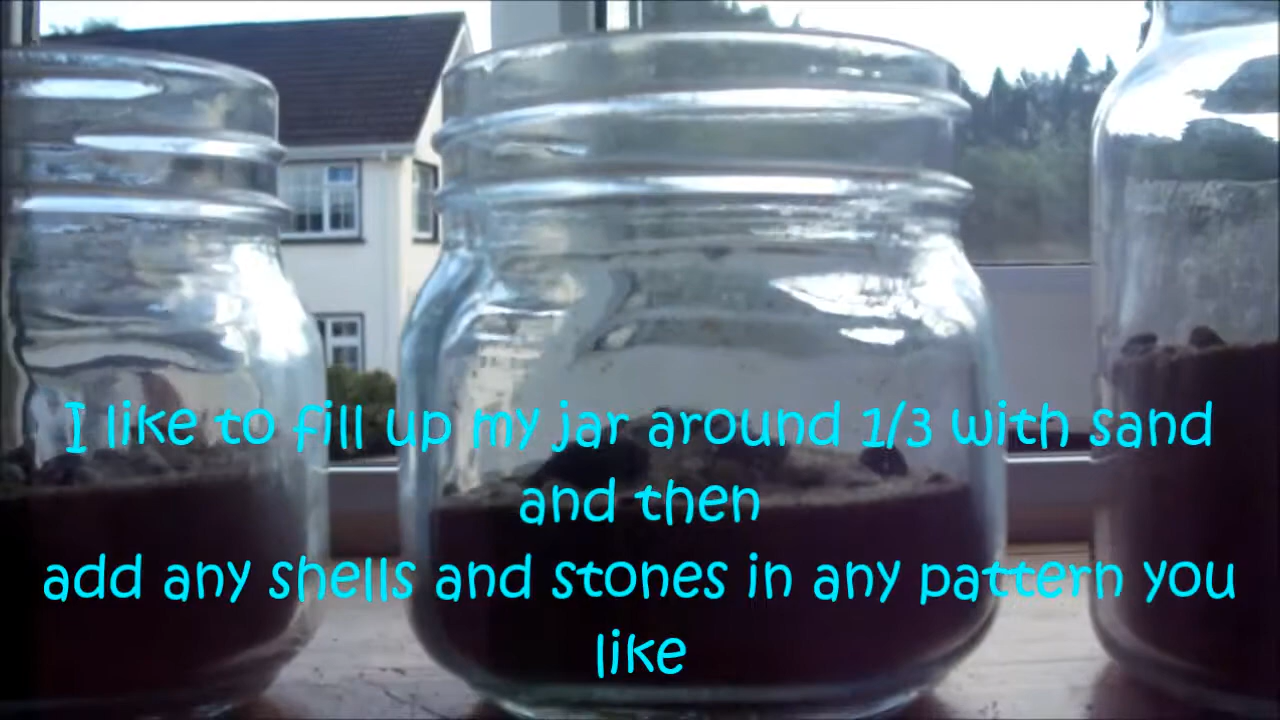 I like to fill up my jar around 1/3 with sand
and then
add any shells and stones in any pattern you
like